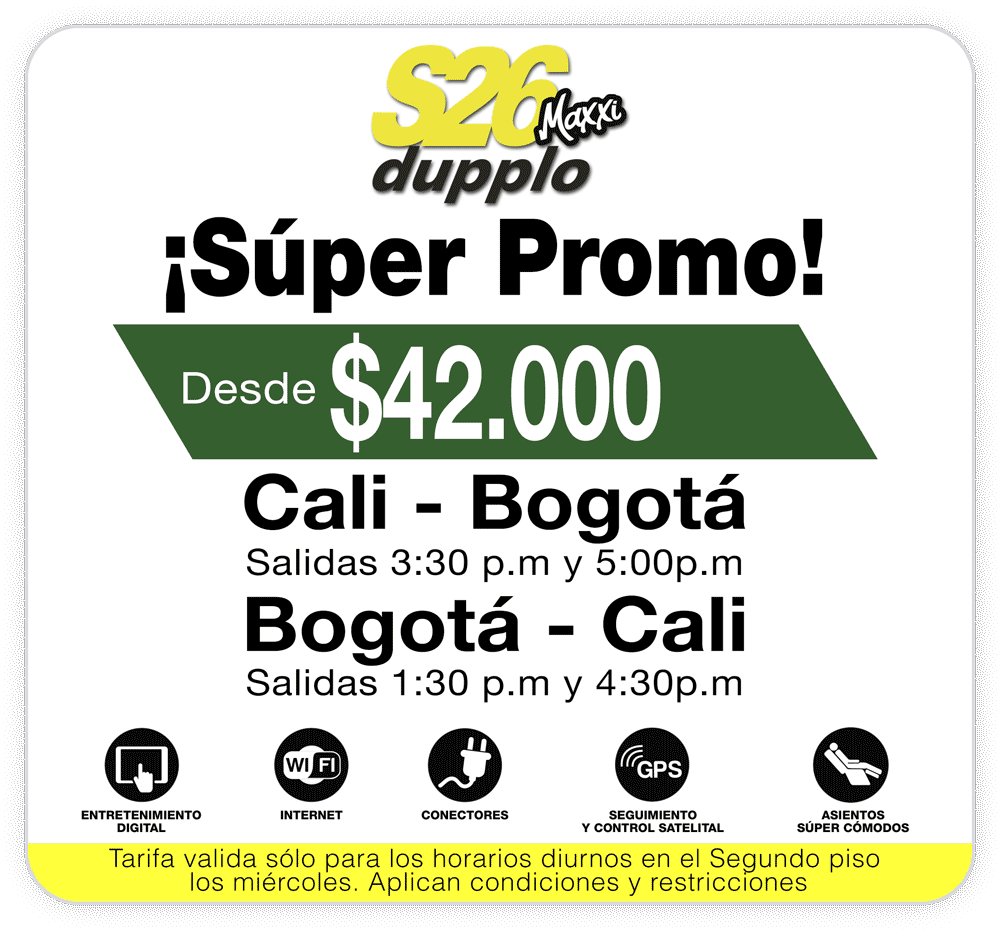 S26 Maxxi
dupplo
¡Súper Promo!
Desde $42.000
Cali - Bogotá
Salidas 3:30 p.m y 5:00p.m
Bogotá - Cali
Salidas 1:30 p.m y 4:30p.m
WI FI
GPS
ENTRETENIMIENTO
DIGITAL
INTERNET
CONECTORES
SEGUIMIENTO
Y CONTROL SATELITAL
ASIENTOS
SÚPER CÓMODOS
Tarifa valida sólo para los horarios diurnos en el Segundo piso
los miércoles. Aplican condiciones y restricciones